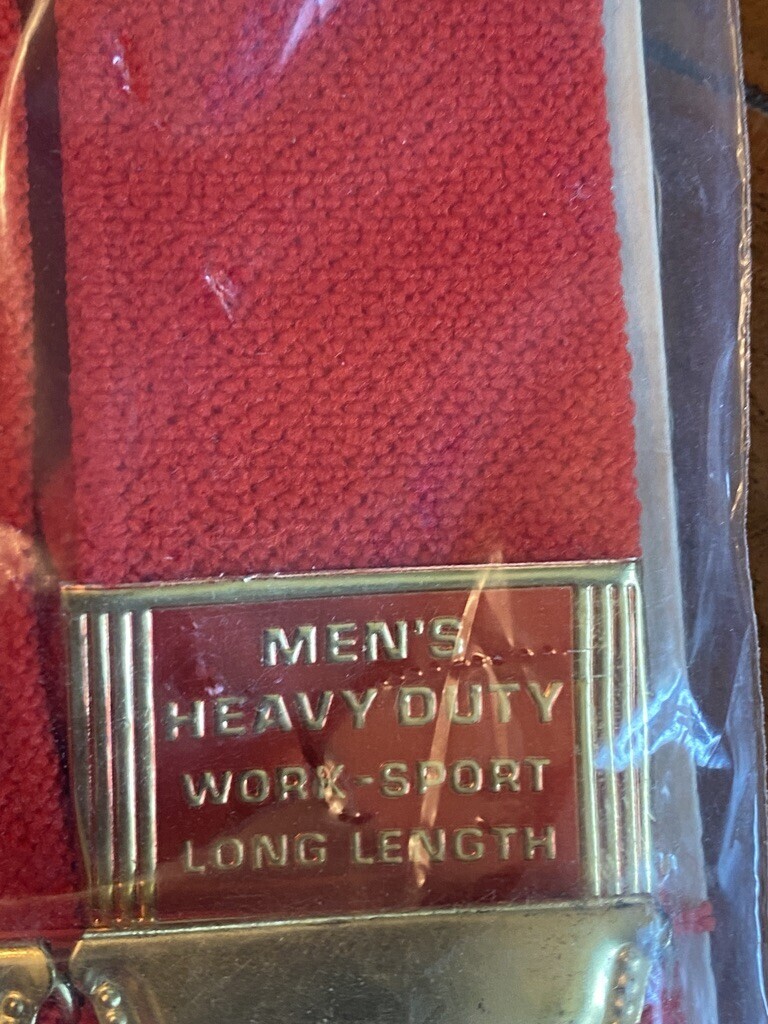 MEN'S
HEAVY DUTY
WORK-SPORT
LONG LENGTH